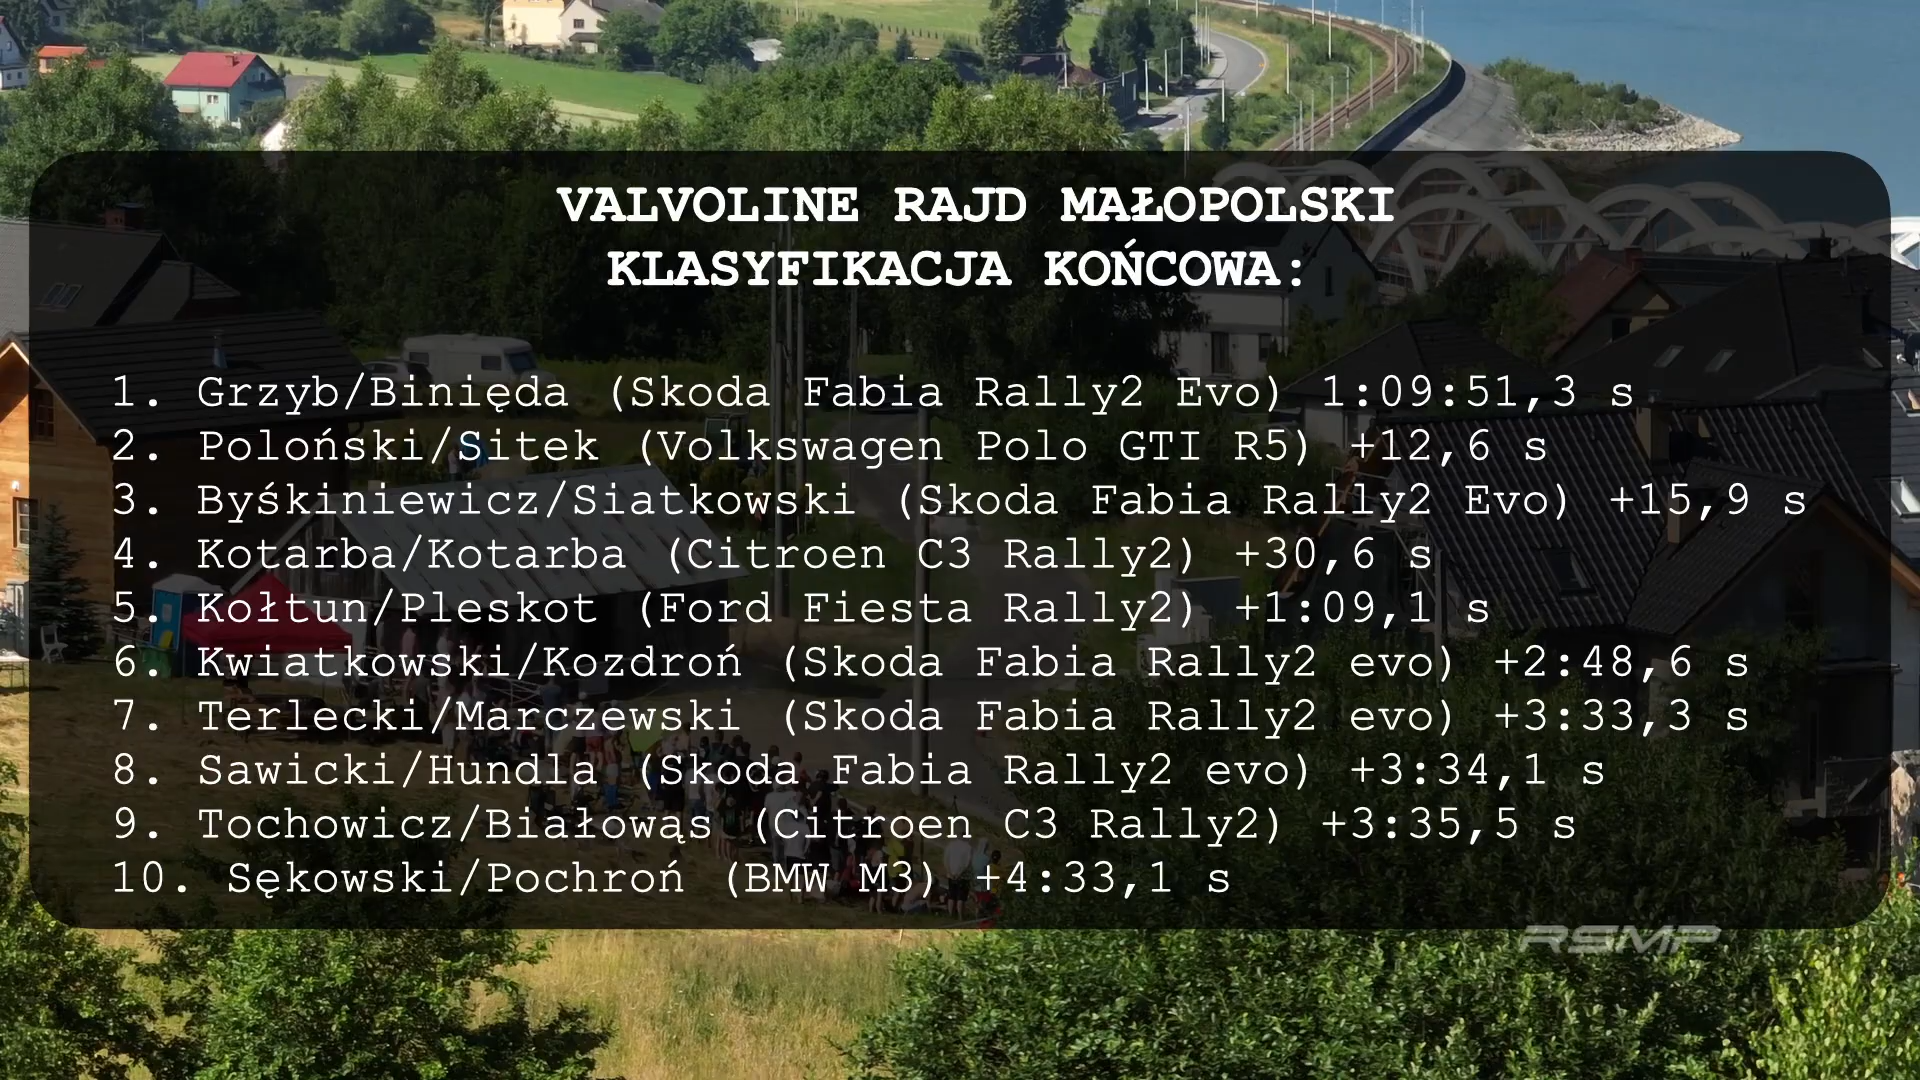 VALVOLINE RAJD MAŁOPOLSKI
KLASYFIKACJA KOŃCOWA:
1. Grzyb/Binięda (Skoda Fabia Rally2 Evo) 1:09:51,3 s
2. Poloński/Sitek (Volkswagen Polo GTI R5) +12,6 s
3. Byśkiniewicz/Siatkowski (Skoda Fabia Rally2 Evo) +15,9 s
4. Kotarba/Kotarba (Citroen C3 Rally2) +30,6 s
5. Kołtun/Pleskot (Ford Fiesta Rally2) +1:09,1 s
6. Kwiatkowski/Kozdroń (Skoda Fabia Rally2 evo) +2:48,6 s
7. Terlecki/Marczewski (Skoda Fabia Rally2 evo) +3:33,3 s
8. Sawicki/Hundla (Skoda Fabia Rally2 evo) +3:34,1 s
9. Tochowicz/Białowąs (Citroen C3 Rally2) +3:35,5 s
10. Sękowski/Pochroń (BMW M3) +4:33,1 s
RSMP